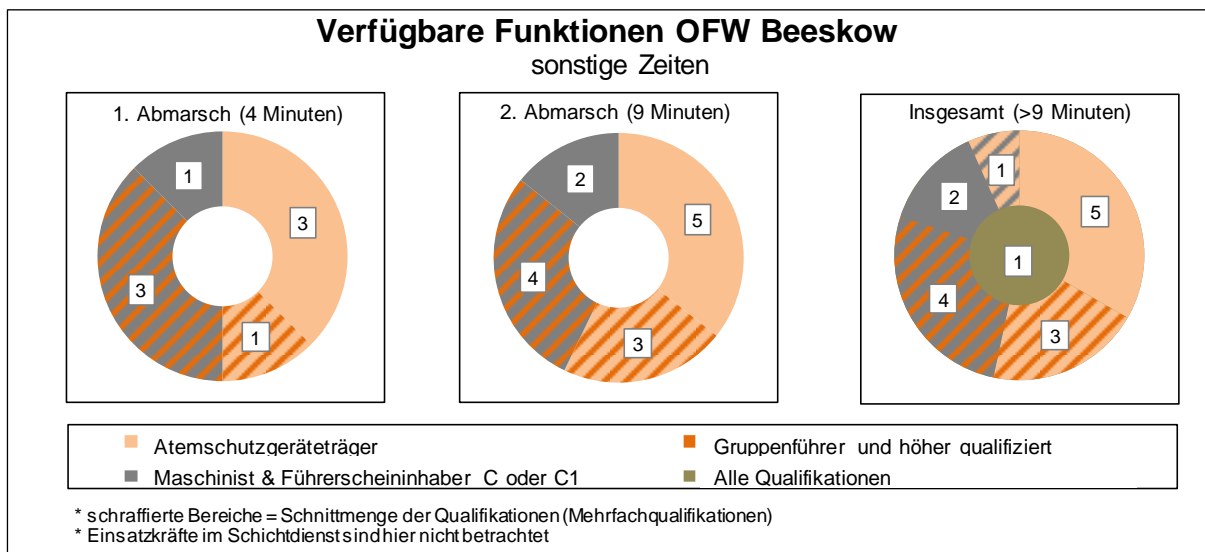 Verfügbare Funktionen OFW Beeskow
sonstige Zeiten
1. Abmarsch (4 Minuten)
1
3
3
1
2. Abmarsch (9 Minuten)
2
5
4
3
Insgesamt (>9 Minuten)
1
2
5
1
4
3
Atemschutzgeräteträger
Gruppenführer und höher qualifiziert
Maschinist & Führerscheininhaber C oder C1
Alle Qualifikationen
* schraffierte Bereiche = Schnittmenge der Qualifikationen (Mehrfachqualifikationen)
* Einsatzkräfte im Schichtdienst sind hier nicht betrachtet